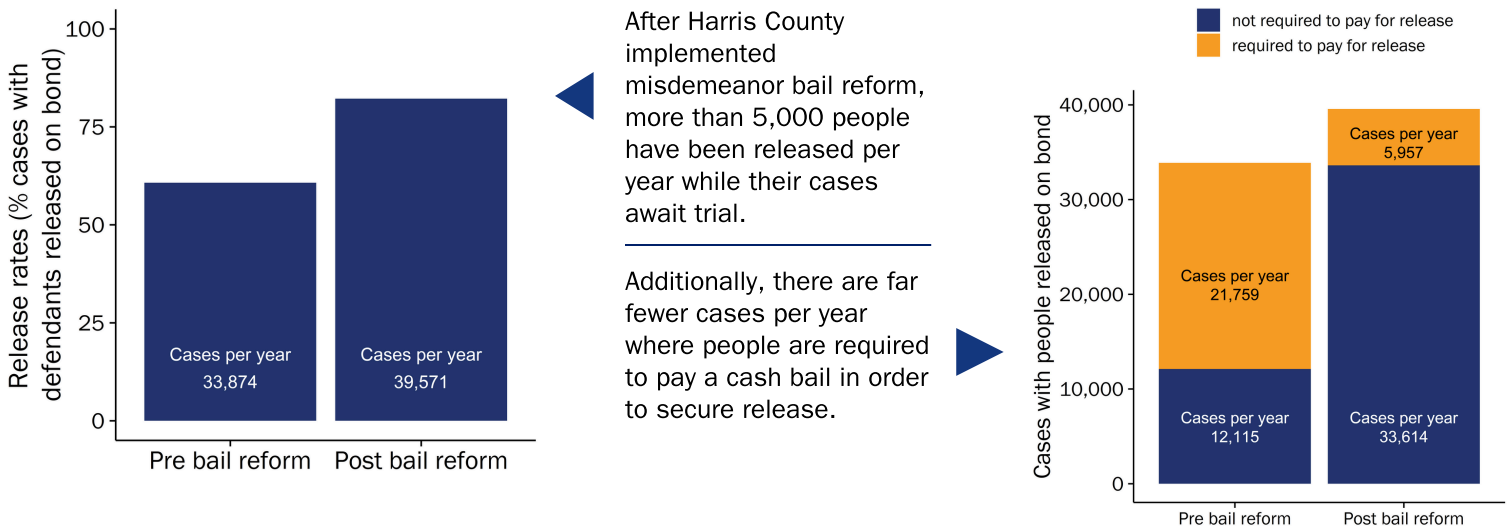 Release rates (% cases with
defendants released on bond)
100
75
50
25
0
Cases per year
33,874
Cases per year
39,571
Pre bail reform
Post bail reform
After Harris County
implemented
misdemeanor bail reform,
more than 5,000 people
have been released per
year while their cases
await trial.
Additionally, there are far
fewer cases per year
where people are required
to pay a cash bail in order
to secure release.
not required to pay for release
required to pay for release
Cases with people released on bond
40,000
30,000
20,000
10,000
0
Cases per year
21,759
Cases per year
12,115
Cases per year
5,957
Cases per year
33,614
Pre bail reform
Post bail reform